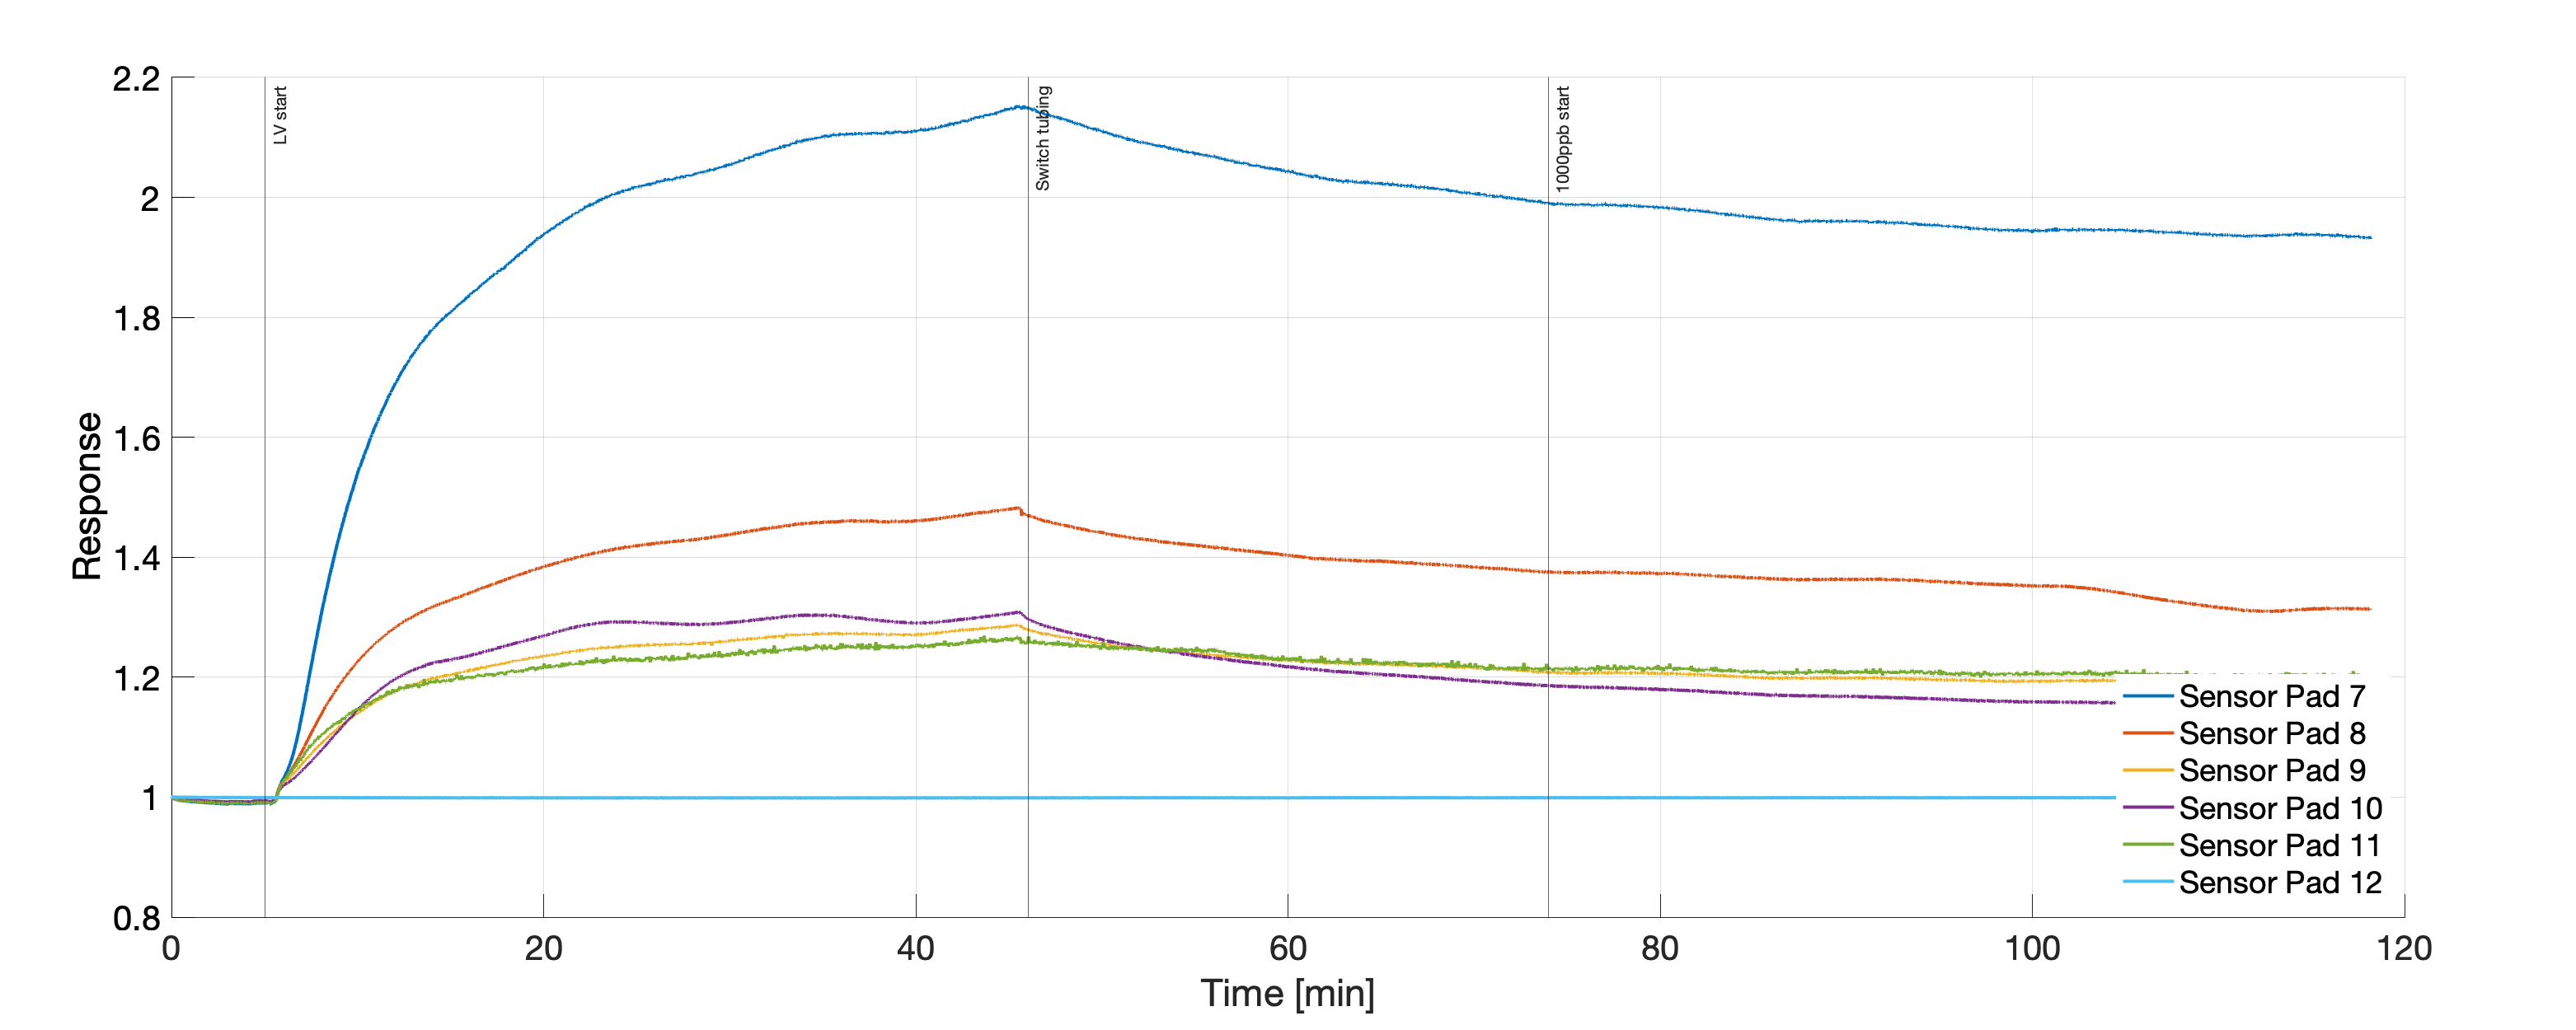 2.2
2
1.8
1.6
1.4
1.2
1
0.8
Response
LV start
Switch tubing
1000ppb start
Sensor Pad 7
Sensor Pad 8
Sensor Pad 9
Sensor Pad 10
Sensor Pad 11
Sensor Pad 12
0 20 40 60 80 100 120
Time [min]